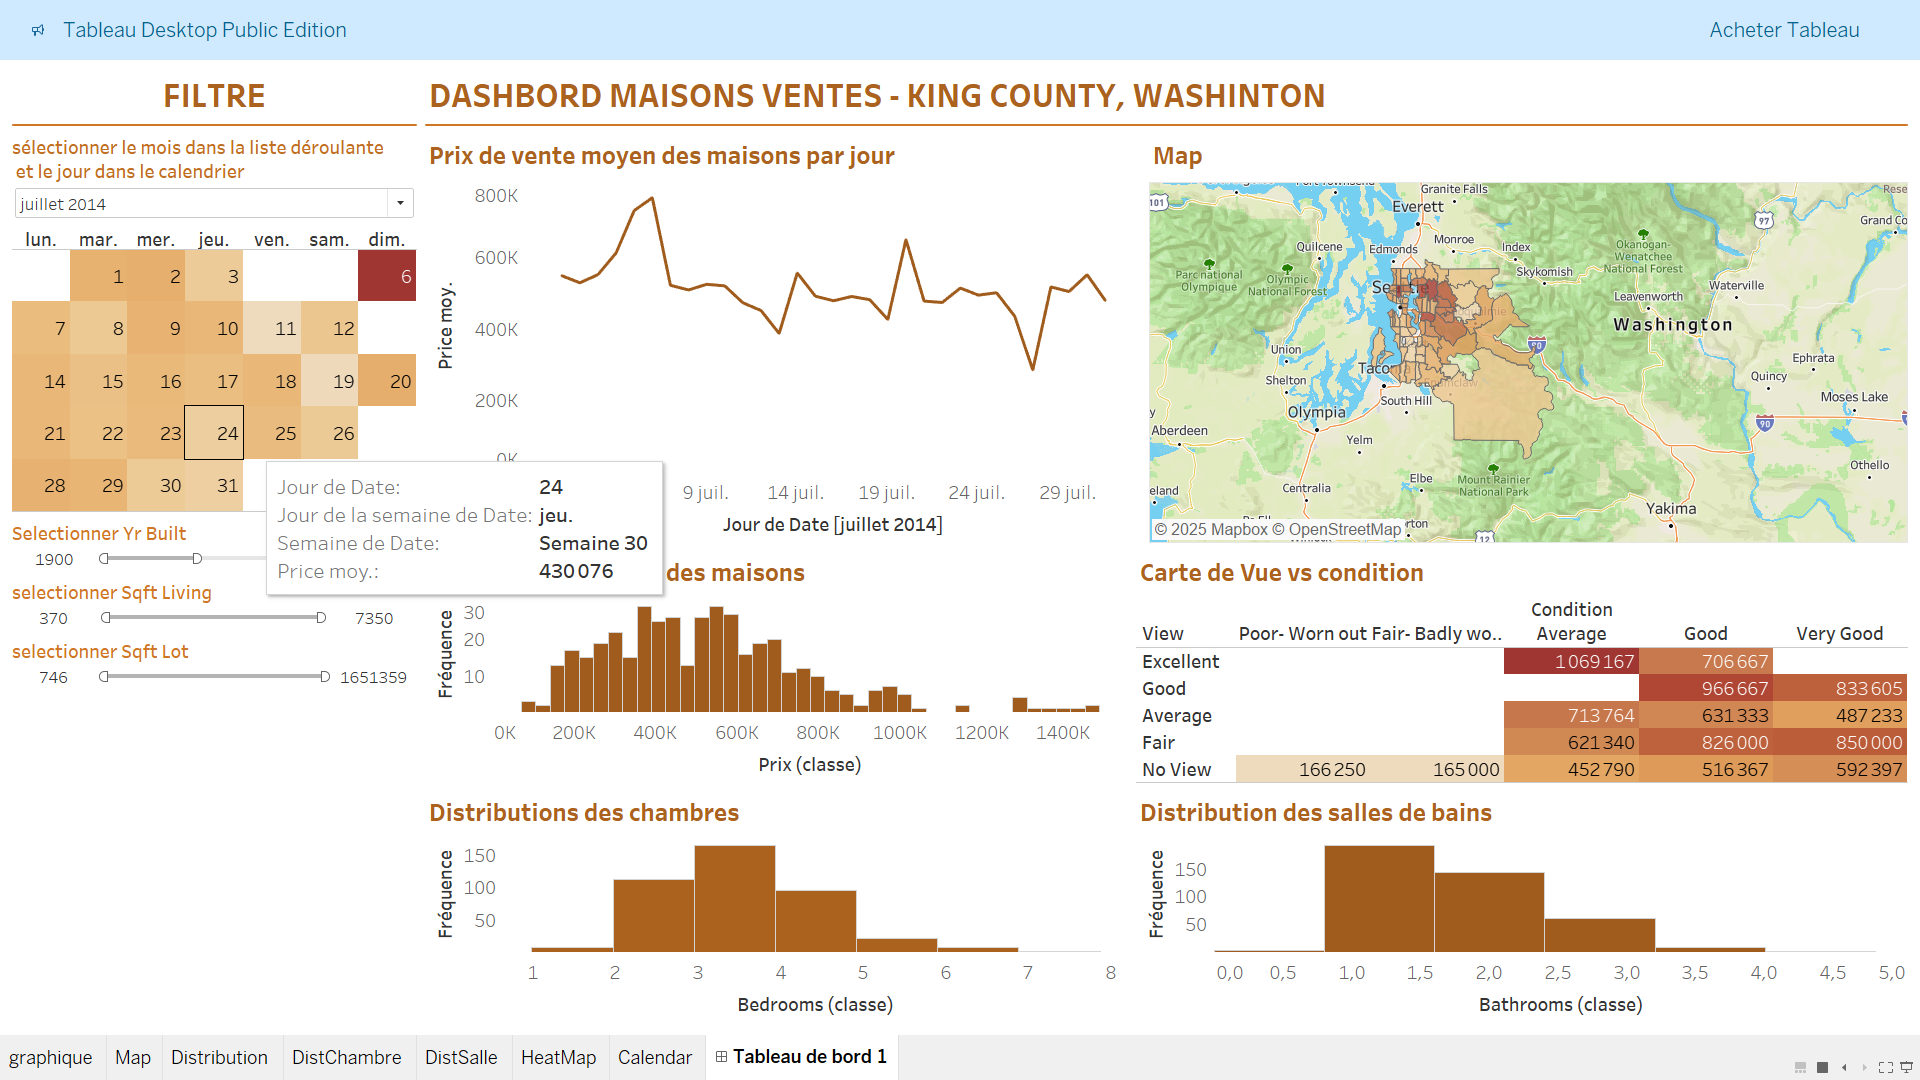 Tableau Desktop Public Edition
Acheter Tableau
FILTRE
DASHBORD MAISONS VENTES - KING COUNTY, WASHINTON
sélectionner le mois dans la liste déroulante
et le jour dans le calendrier
juillet 2014
lun. mar. mer. jeu. ven. sam. dim.
1 2 3 6
7 8 9 10 11 12
14 15 16 17 18 19 20
21 22 23 24 25 26
28 29 30 31
Jour de Date: 24
Jour de la semaine de Date: jeu.
Semaine de Date: Semaine 30
Price moy.: 430 076
Selectionner Yr Built
1900
selectionner Sqft Living
370 7350
selectionner Sqft Lot
746 1651359
Prix de vente moyen des maisons par jour
Price moy.
800K
600K
400K
200K
0K
9 juil. 14 juil. 19 juil. 24 juil. 29 juil.
Jour de Date [juillet 2014]
Map
101
Granite Falls
Everett
97
Grand Co
Quilcene
Edmonds
Monroe
Index
Okanogan-
Wenatchee
National Forest
Parc national
Olympique
Olympic
National Forest
Skykomish
Waterville
Leavenworth
Washington
90
Union
Ephrata
Shelton
Quincy
South Hill
Moses Lake
Olympia
90
Aberdeen
Yelm
Othello
Elbe
Mount Rainier
National Park
eland
Centralia
Yakima
12
© 2025 Mapbox © OpenStreetMap
des maisons
Fréquence
30
20
10
0K 200K 400K 600K 800K 1000K 1200K 1400K
Prix (classe)
Carte de Vue vs condition
Condition
View Poor- Worn out Fair- Badly wo.. Average Good Very Good
Excellent 1 069 167 706 667
Good 966 667 833 605
Average 713 764 631 333 487 233
Fair 621 340 826 000 850 000
No View 166 250 165 000 452 790 516 367 592 397
Distributions des chambres
Fréquence
150
100
50
1 2 3 4 5 6 7 8
Bedrooms (classe)
Distribution des salles de bains
Fréquence
150
100
50
0,0 0,5 1,0 1,5 2,0 2,5 3,0 3,5 4,0 4,5 5,0
Bathrooms (classe)
graphique Map Distribution DistChambre DistSalle HeatMap Calendar Tableau de bord 1